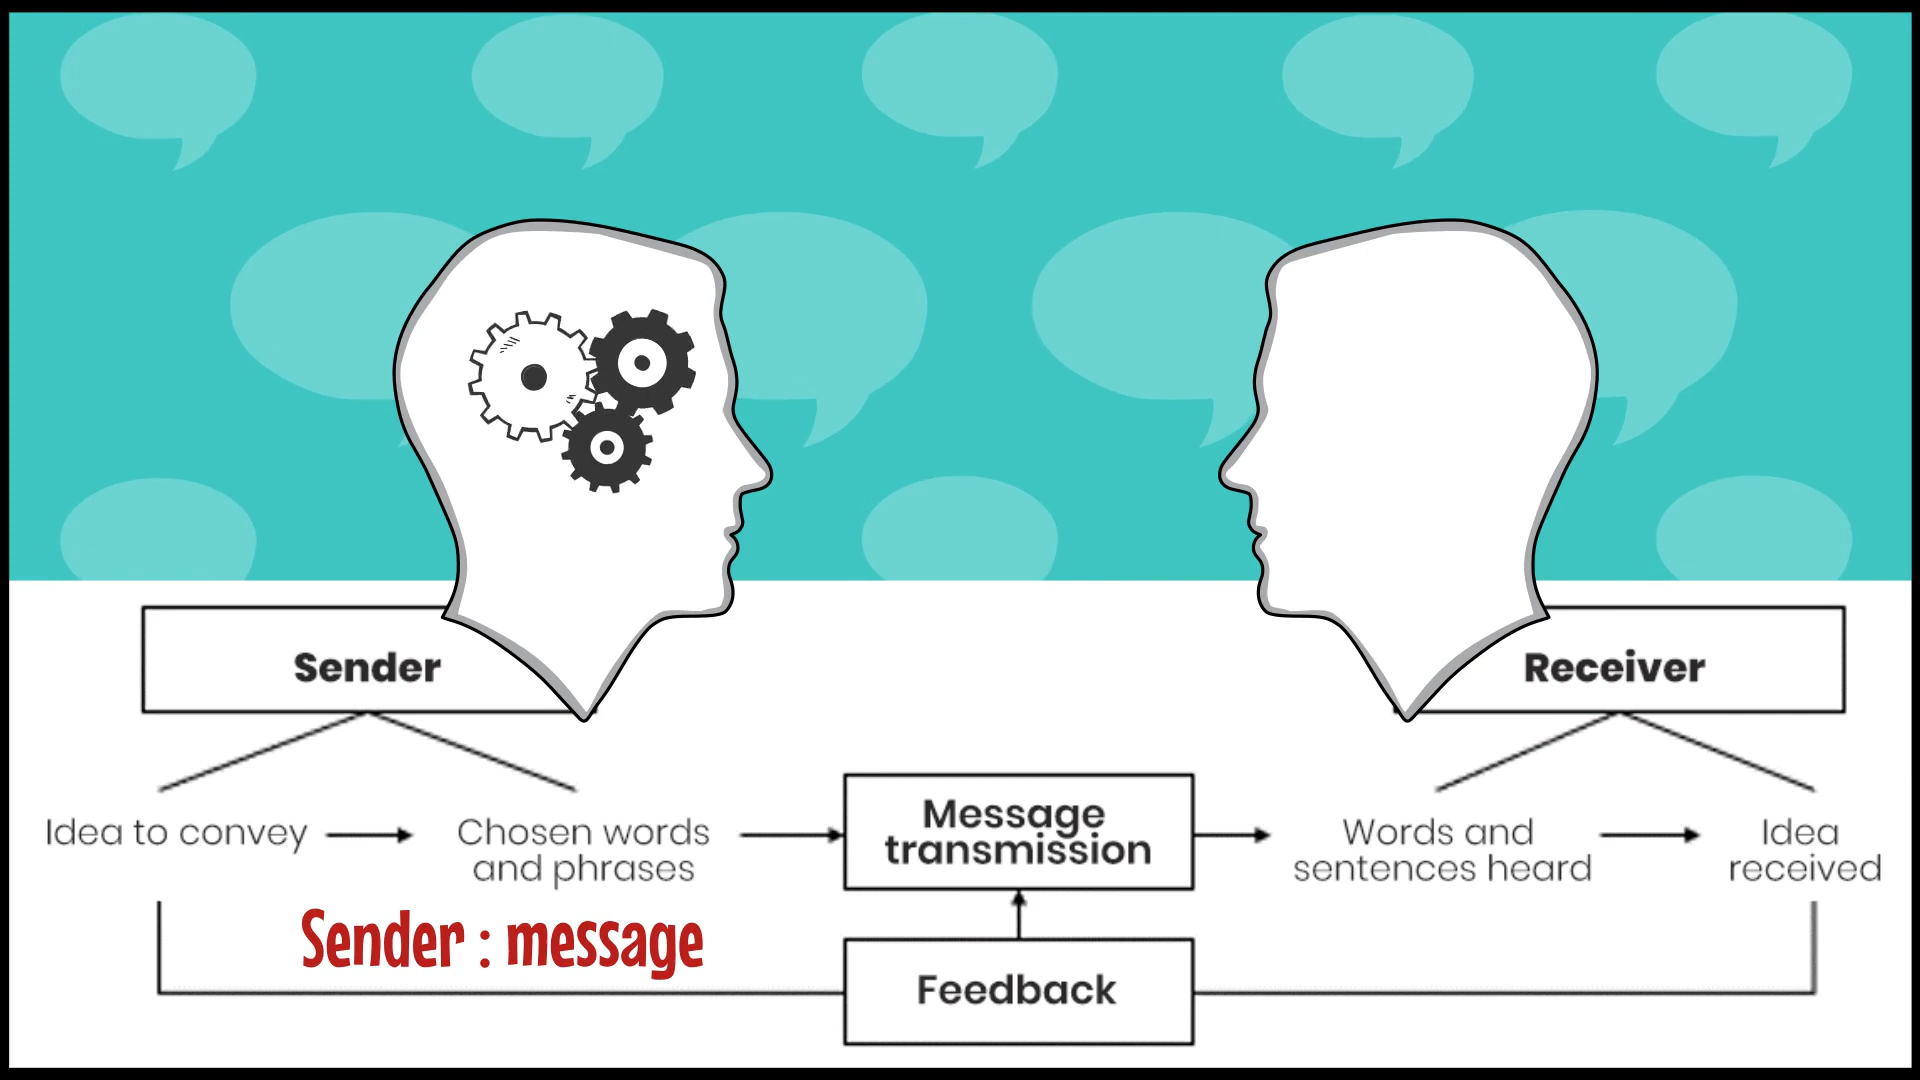 Sender
Receiver
Idea to convey
Chosen words
and phrases
Message
transmission
Words and
sentences heard
Idea
received
Sender : message
Feedback